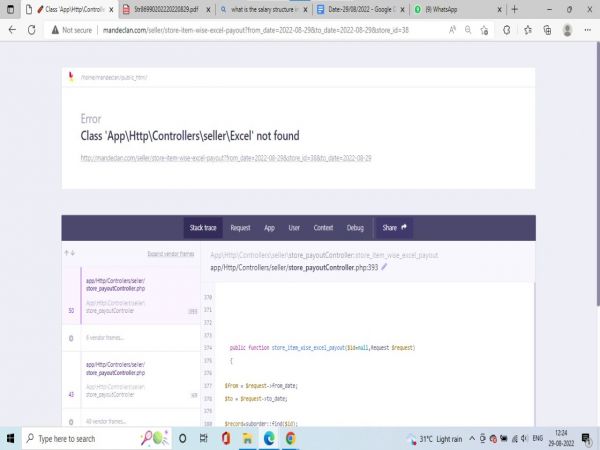 Class 'App\Http\Controlle
Str86990202220220829.pdf
what is the salary structure in
Date:-29/08/2022 - Google D
(9) WhatsApp
Not secure | mandeclan.com/seller/store-item-wise-excel-payout?from_date=2022-08-29&to_date=2022-08-29&store_id=38
/home/mandeclan/public_html/
Error
Class 'App\Http\Controllers\seller\Excel' not found
http://mandeclan.com/seller/store-item-wise-excel-payout?from_date=2022-08-29&store_id=38&to_date=2022-08-29
Stack trace Request App User Context Debug Share
Expand vendor frames
App\Http\Controllers\seller\store_payoutController:store_item_wise_excel_payout
app/Http/Controllers/seller/store_payoutController.php:393
app/Http/Controllers/seller/
store_payoutController.php
App\Http\Controllers\seller\
50 store_payoutController :393
6 vendor frames...
app/Http/Controllers/seller/
store_payoutController.php
App\Http\Controllers\seller\
43 store_payoutController
40 vendor frames...
370
371
372
373
374 public function store_item_wise_excel_payout($id=null,Request $request)
375 {
376
377 $from = $request->from_date;
378 $to = $request->to_date;
379
380 $record=suborder::find($id);
Type here to search
31°C Light rain
ENG
12:24
29-08-2022